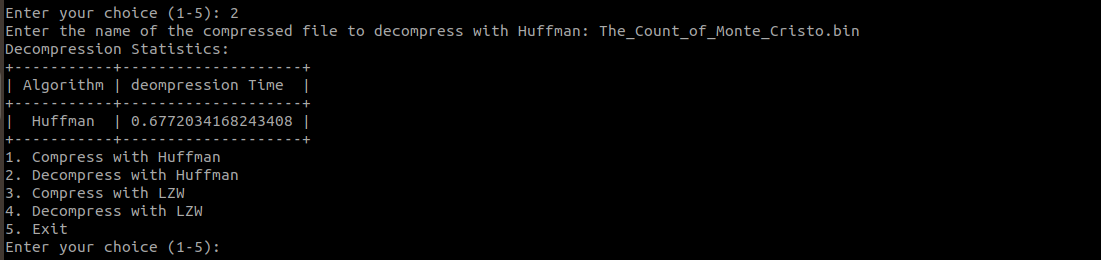 Enter your choice (1-5): 2
Enter the name of the compressed file to decompress with Huffman: The_Count_of_Monte_Cristo.bin
Decompression Statistics:
+-----------+--------------------+
| Algorithm | deompression Time  |
+-----------+--------------------+
|  Huffman  | 0.6772034168243408 |
+-----------+--------------------+
1. Compress with Huffman
2. Decompress with Huffman
3. Compress with LZW
4. Decompress with LZW
5. Exit
Enter your choice (1-5):